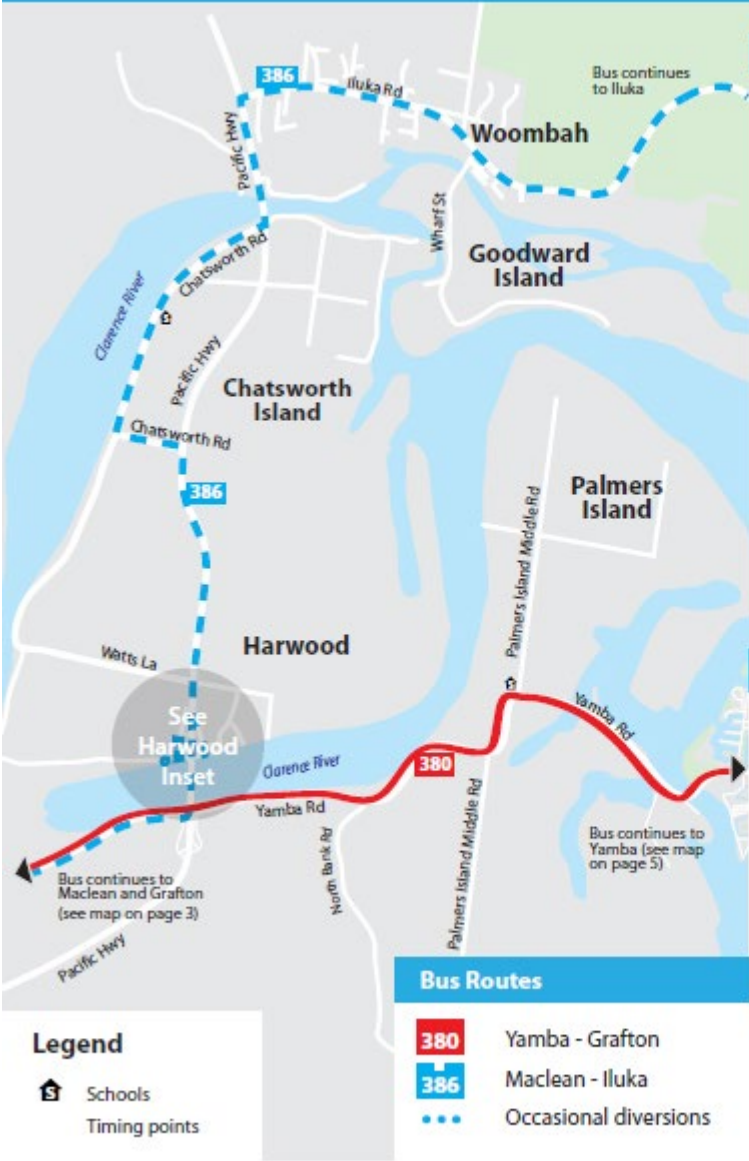 386
Iluka Rd
Bus continues
to Iluka
Pacific Hwy
Woombah
Wharf St
Chatsworth Rd
Goodward
Island
Clarence River
Pacific Hwy
Chatsworth
Island
Chatsworth Rd
386
Palmers
Island
Palmers Island Middle Rd
Harwood
Watts La
See
Harwood
Inset
Clarence River
Yamba Rd
380
Yamba Rd
North Bank Rd
Palmers Island Middle Rd
Bus continues to
Yamba (see map
on page 5)
Bus continues to
Maclean and Grafton
(see map on page 3)
Pacific Hwy
Bus Routes
380 Yamba - Grafton
386 Maclean - Iluka
Occasional diversions
Legend
S Schools
Timing points